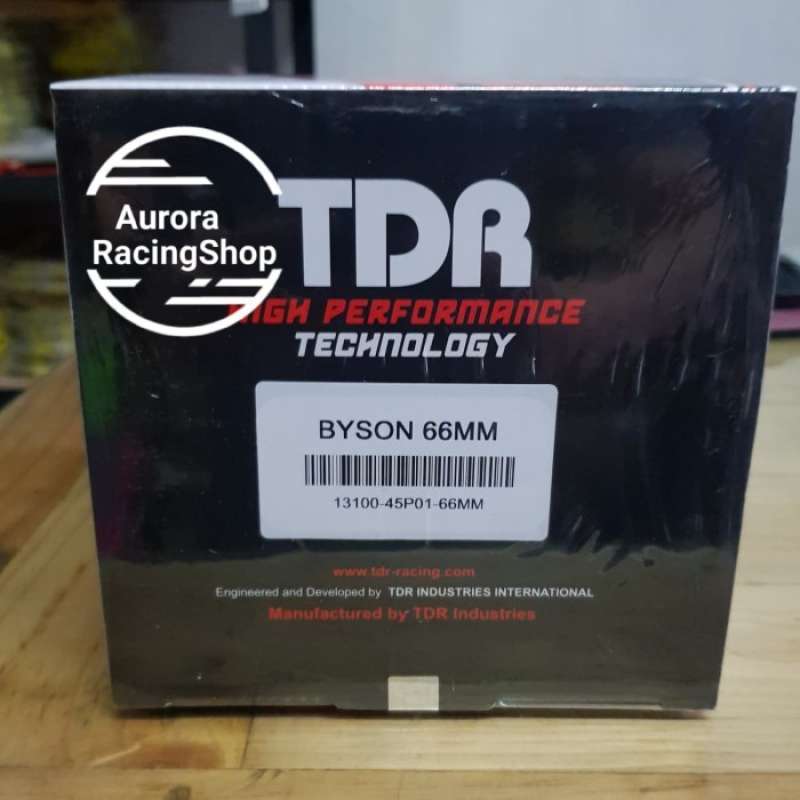 Aurora
RacingShop
TDR
HIGH PERFORMANCE
TECHNOLOGY
BYSON 66MM
13100-45P01-66MM
www.tdr-racing.com
Engineered and Developed by TDR INDUSTRIES INTERNATIONAL
Manufactured by TDR Industries